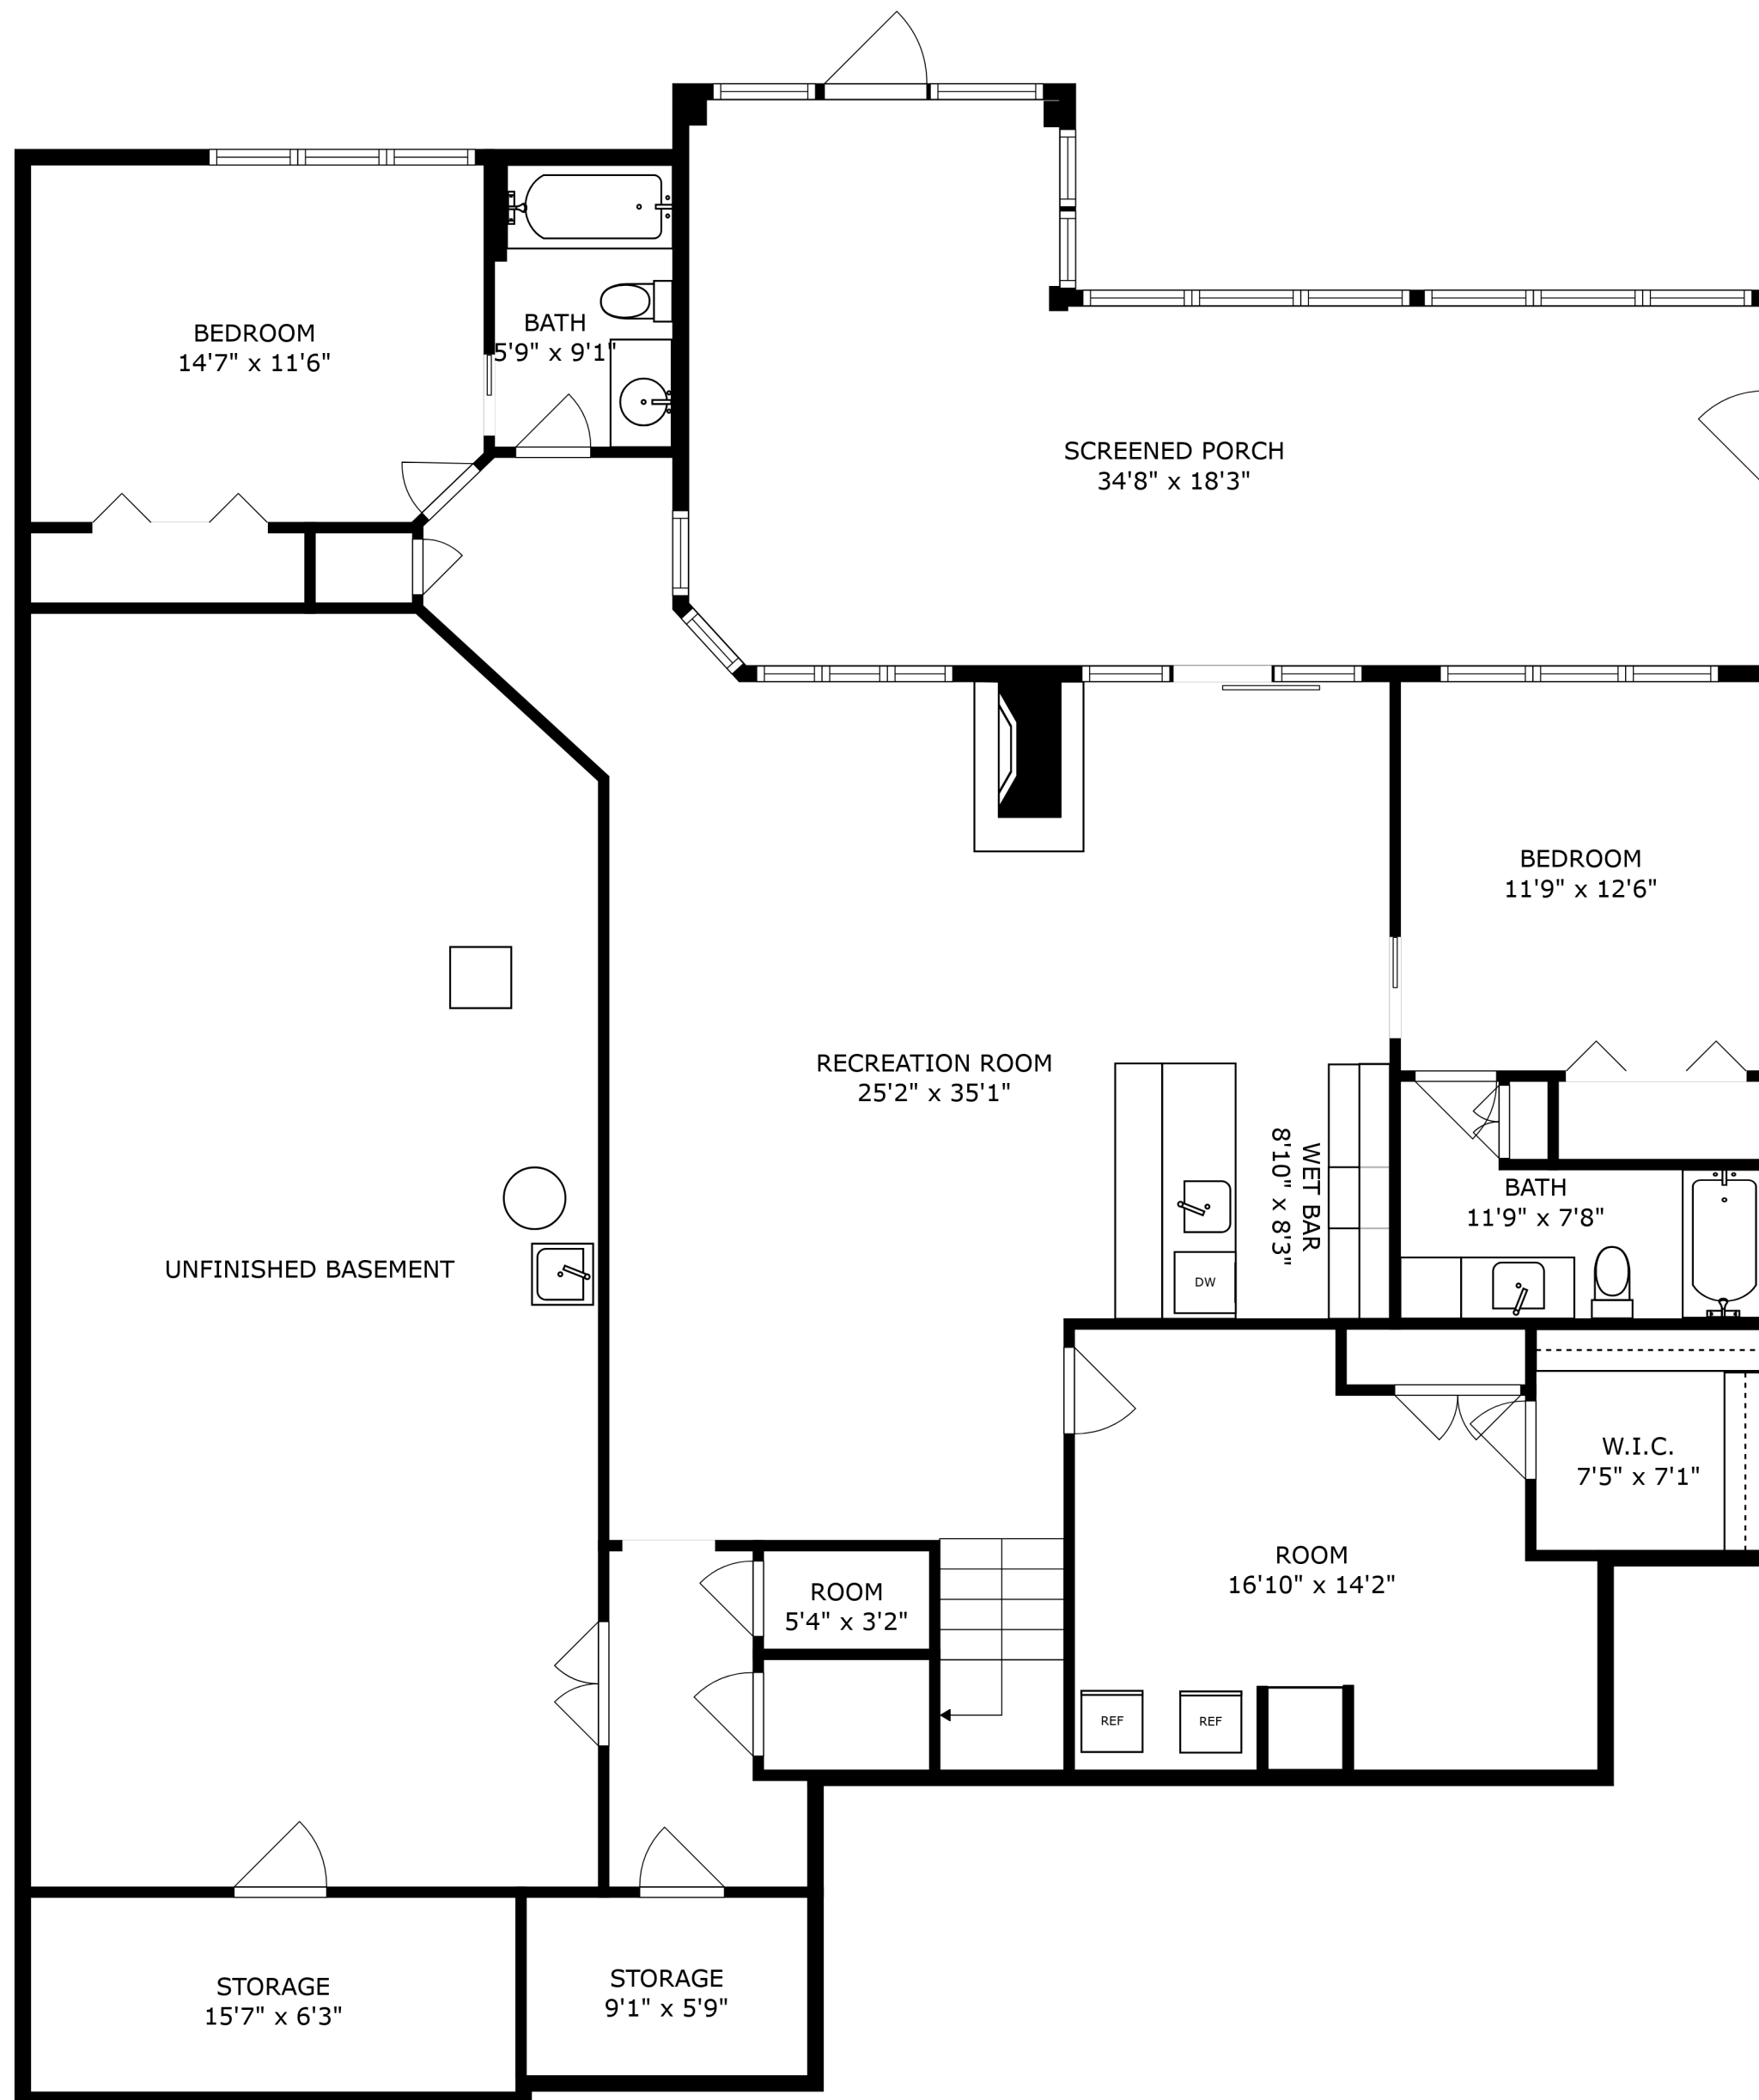 BEDROOM
14'7" x 11'6"
BATH
5'9" x 9'1"
SCREENED PORCH
34'8" x 18'3"
BEDROOM
11'9" x 12'6"
RECREATION ROOM
25'2" x 35'1"
WET BAR
8'10" x 8'3"
BATH
11'9" x 7'8"
UNFINISHED BASEMENT
DW
W.I.C.
7'5" x 7'1"
ROOM
16'10" x 14'2"
ROOM
5'4" x 3'2"
REF
REF
STORAGE
15'7" x 6'3"
STORAGE
9'1" x 5'9"